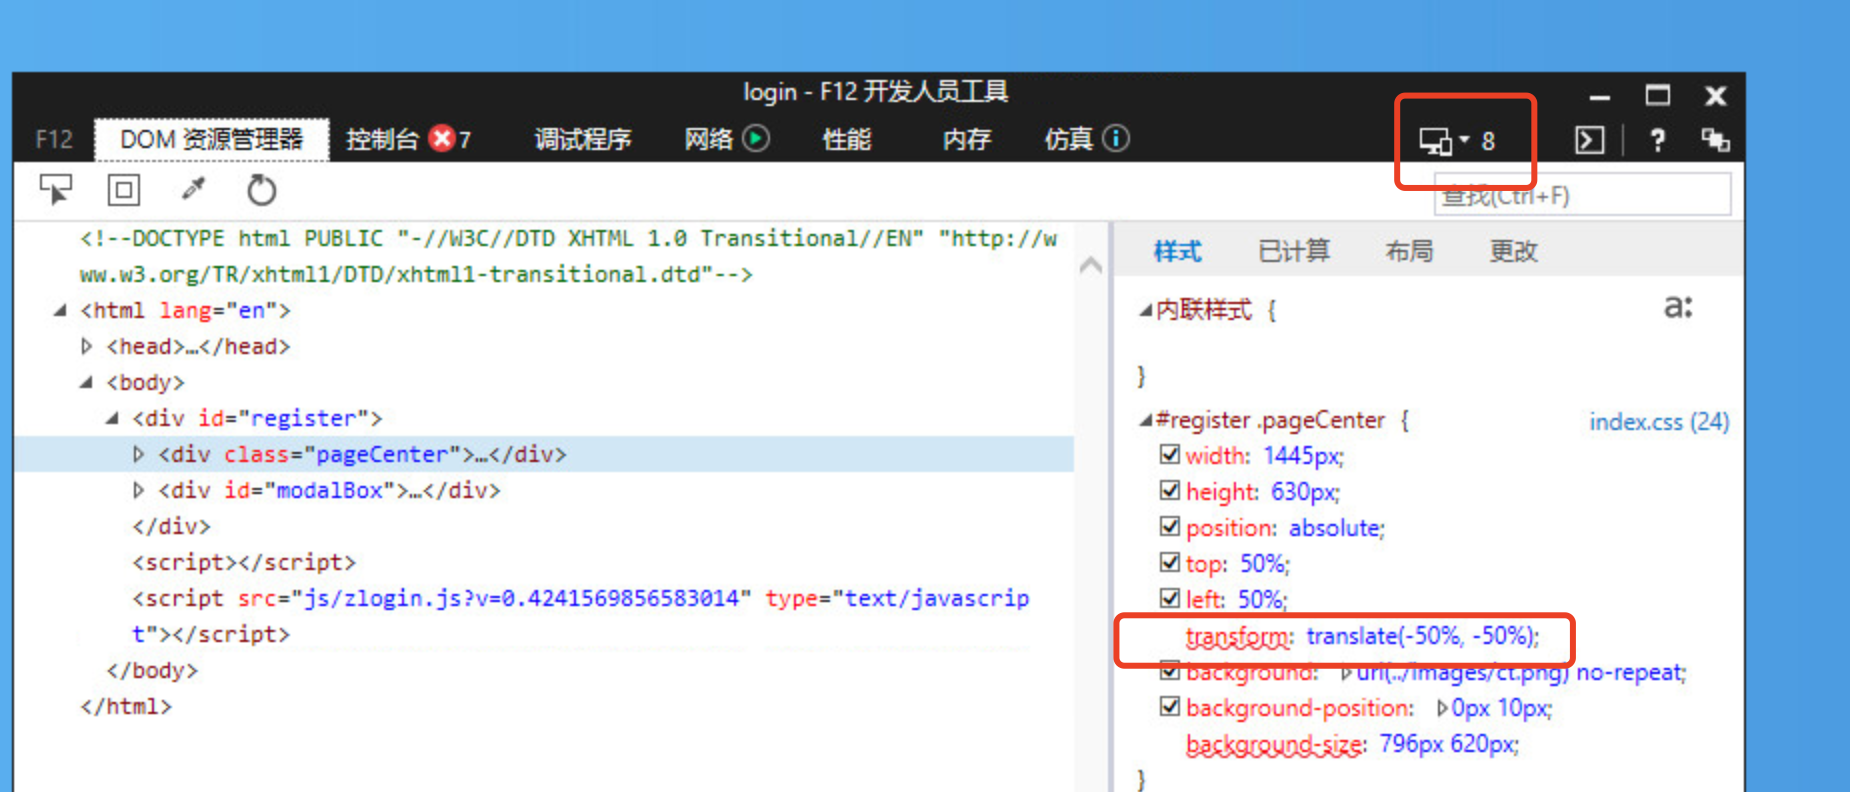 login - F12 开发人员工具
F12 DOM 资源管理器 控制台 7 调试程序 网络 性能 内存 仿真 8 ?
查找(Ctrl+F)
<!--DOCTYPE html PUBLIC "-//W3C//DTD XHTML 1.0 Transitional//EN" "http://w
ww.w3.org/TR/xhtml1/DTD/xhtml1-transitional.dtd"-->
<html lang="en">
<head>…</head>
<body>
<div id="register">
<div class="pageCenter">…</div>
<div id="modalBox">…</div>
</div>
<script></script>
<script src="js/zlogin.js?v=0.4241569856583014" type="text/javascrip
t"></script>
</body>
</html>
样式 已计算 布局 更改
内联样式 { a:
}
#register .pageCenter { index.css (24)
width: 1445px;
height: 630px;
position: absolute;
top: 50%;
left: 50%;
transform: translate(-50%, -50%);
background: url(../images/ct.png) no-repeat;
background-position: 0px 10px;
background-size: 796px 620px;
}